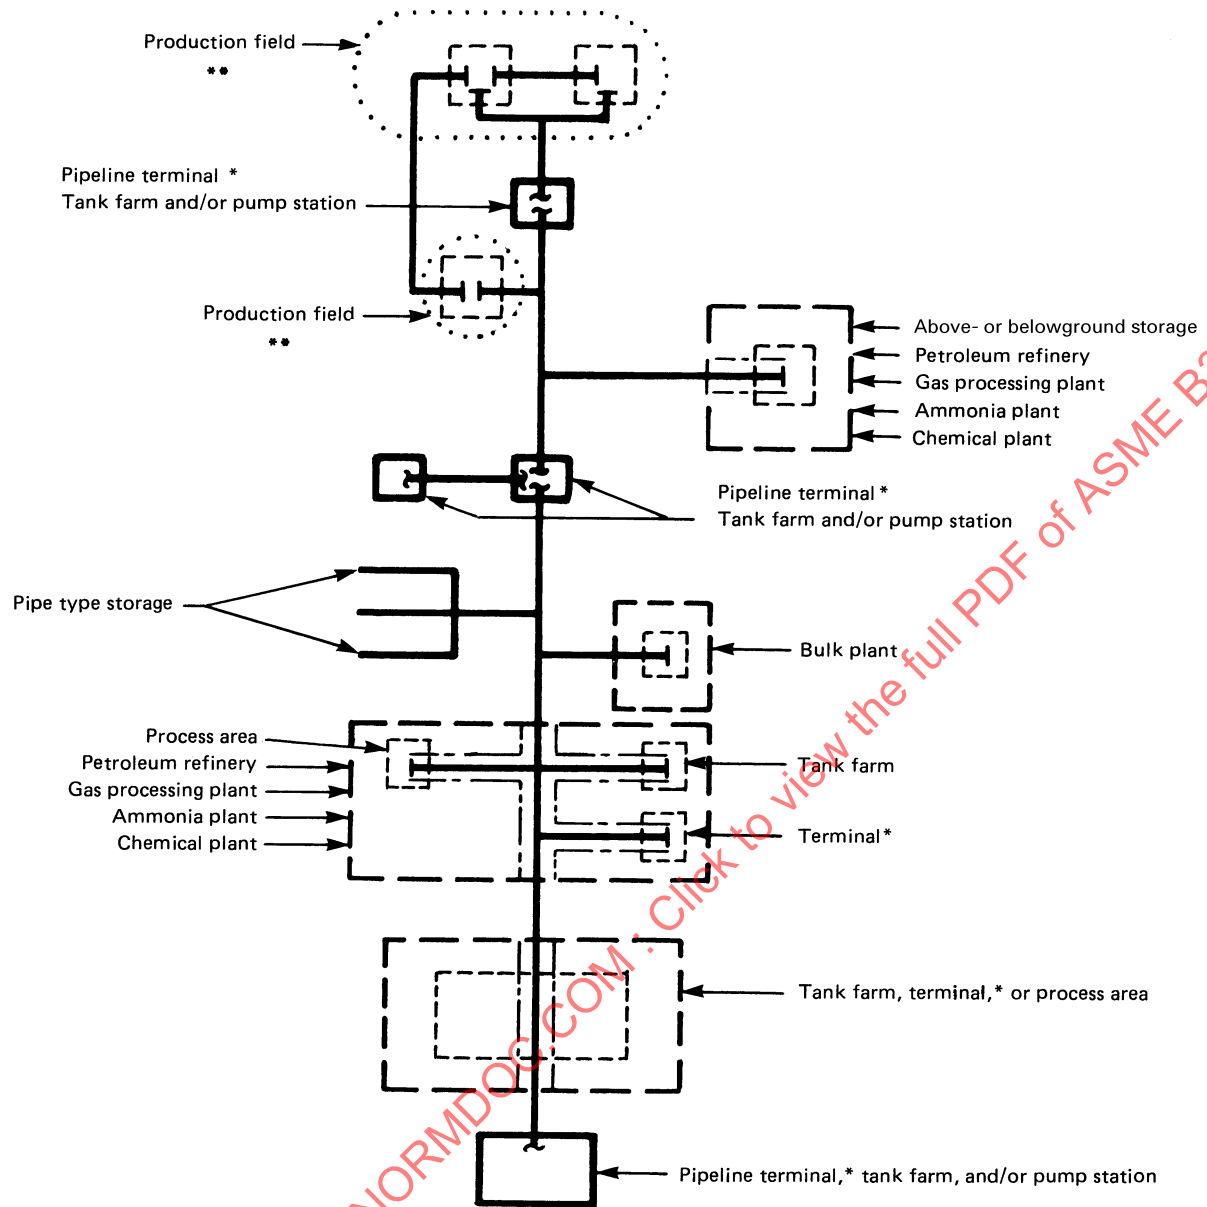 Production field
**
Pipeline terminal *
Tank farm and/or pump station
Production field
**
Above- or belowground storage
Petroleum refinery
Gas processing plant
Ammonia plant
Chemical plant
Pipeline terminal *
Tank farm and/or pump station
Pipe type storage
Bulk plant
Process area
Petroleum refinery
Gas processing plant
Ammonia plant
Chemical plant
Tank farm
Terminal*
Tank farm, terminal,* or process area
Pipeline terminal,* tank farm, and/or pump station
NORMDOC.COM : Click to view the full PDF of ASME